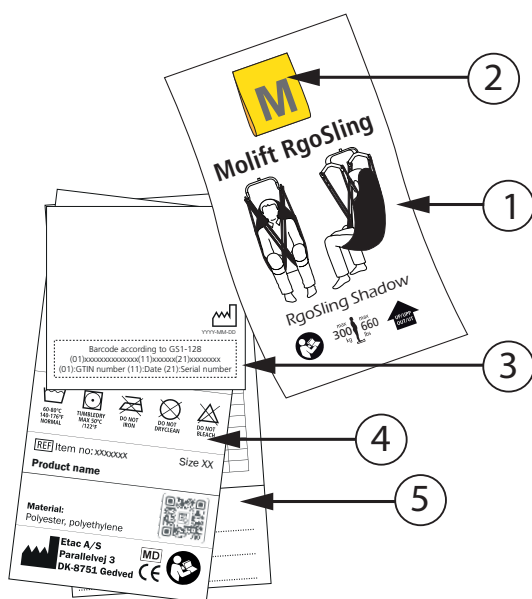 M
Molift RgoSling
RgoSling Shadow
max
300
kg
max
660
lbs
UP/UPP
OUT/UT
2
1
3
4
5
YYYY-MM-DD
Barcode according to GS1-128
(01)xxxxxxxxxxxxxx(11)xxxxxx(21)xxxxxxxx
(01):GTIN number (11):Date (21):Serial number
60-80°C
140-176°F
NORMAL
TUMBLEDRY
MAX 50°C
/122°F
DO NOT
IRON
DO NOT
DRYCLEAN
DO NOT
BLEACH
REF Item no: xxxxxxx
Product name
Size XX
Material:
Polyester, polyethylene
Etac A/S
Parallelvej 3
DK-8751 Gedved
MD
CE